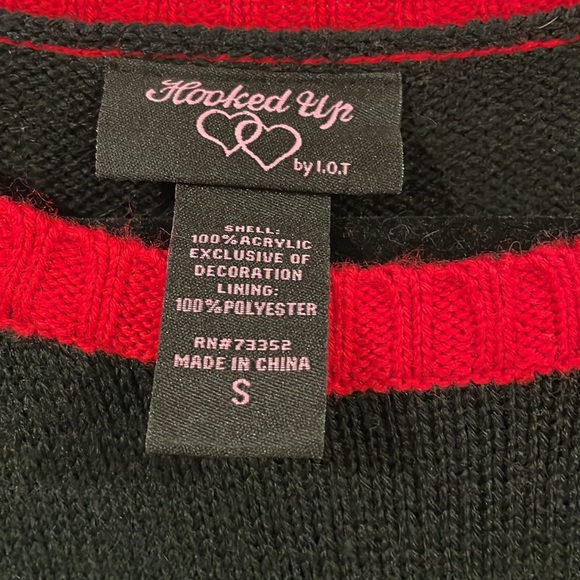 Hooked Up
by I.O.T
SHELL:
100% ACRYLIC
EXCLUSIVE OF
DECORATION
LINING:
100% POLYESTER
RN#73352
MADE IN CHINA
S